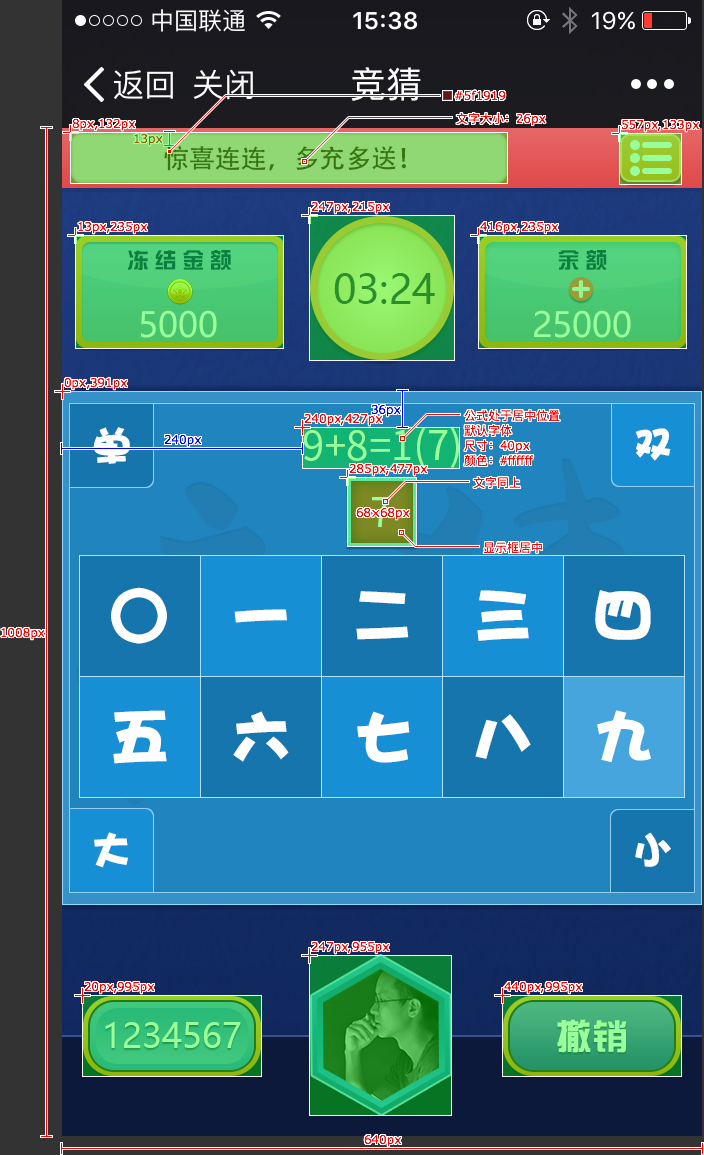 中国联通 15:38 19%
返回 关闭 竞猜
#5f1919
8px,132px
文字大小：26px
557px,133px
13px
惊喜连连，多充多送！
13px,235px
247px,215px
416px,235px
冻结金额
5000
03:24
余额
25000
0px,391px
36px
240px,427px
公式处于居中位置
默认字体
尺寸：40px
颜色：#ffffff
单
240px
9+8=1(7)
双
285px,477px
文字同上
68×68px
显示框居中
〇 一 二 三 四
1008px
五 六 七 八 九
大 小
247px,955px
20px,995px
440px,995px
1234567
撤销
640px